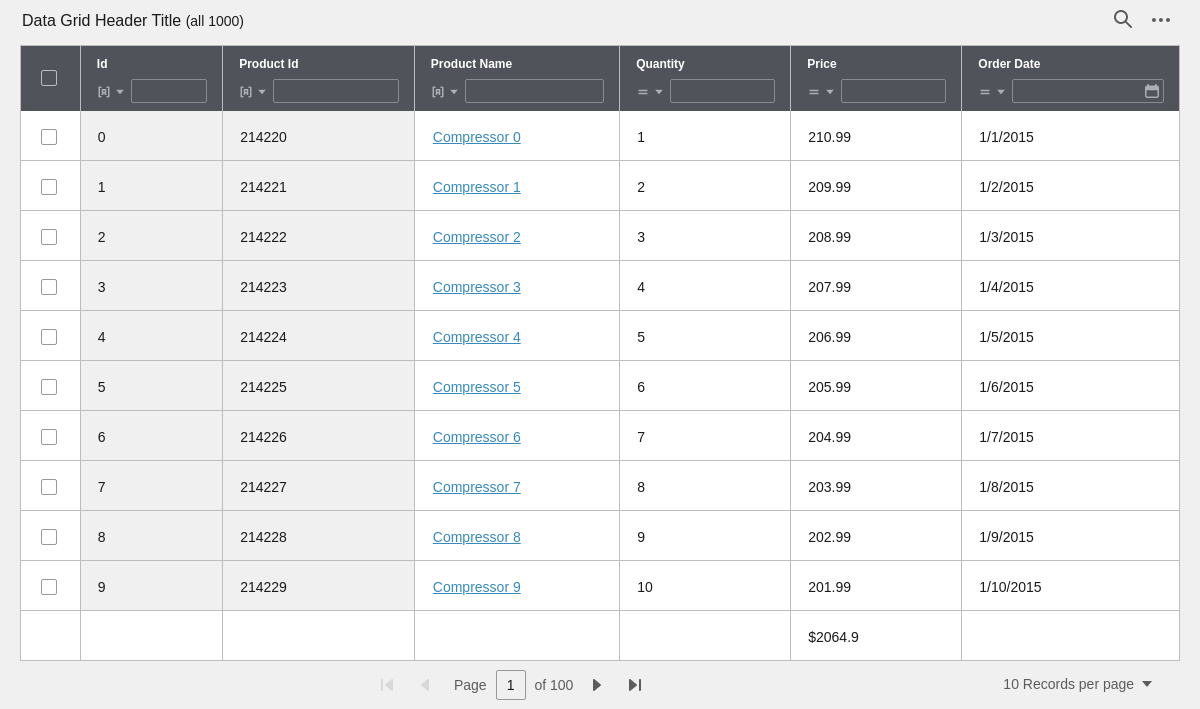 Data Grid Header Title (all 1000)
Id Product Id Product Name Quantity Price Order Date
0 214220 Compressor 0 1 210.99 1/1/2015
1 214221 Compressor 1 2 209.99 1/2/2015
2 214222 Compressor 2 3 208.99 1/3/2015
3 214223 Compressor 3 4 207.99 1/4/2015
4 214224 Compressor 4 5 206.99 1/5/2015
5 214225 Compressor 5 6 205.99 1/6/2015
6 214226 Compressor 6 7 204.99 1/7/2015
7 214227 Compressor 7 8 203.99 1/8/2015
8 214228 Compressor 8 9 202.99 1/9/2015
9 214229 Compressor 9 10 201.99 1/10/2015
$2064.9
Page 1 of 100 10 Records per page